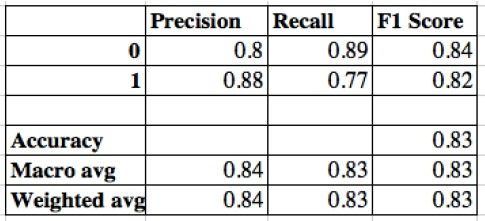 Precision Recall F1 Score
0 0.8 0.89 0.84
1 0.88 0.77 0.82
Accuracy 0.83
Macro avg 0.84 0.83 0.83
Weighted avg 0.84 0.83 0.83